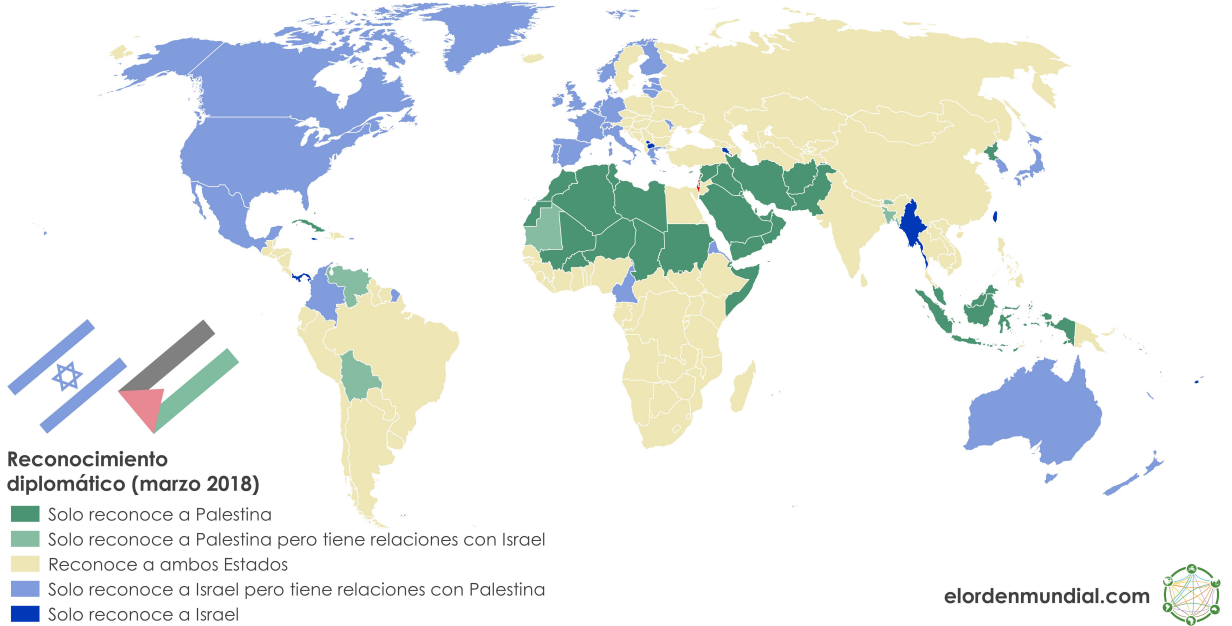 Reconocimiento
diplomático (marzo 2018)
Solo reconoce a Palestina
Solo reconoce a Palestina pero tiene relaciones con Israel
Reconoce a ambos Estados
Solo reconoce a Israel pero tiene relaciones con Palestina
Solo reconoce a Israel
elordenmundial.com